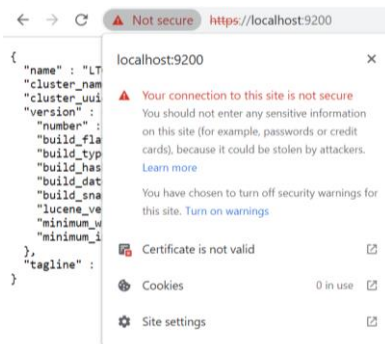 Not secure https://localhost:9200
{
"name" : "LT
"cluster_nam
"cluster_uui
"version" :
"number" :
"build_fla
"build_typ
"build_has
"build_dat
"build_sna
"lucene_ve
"minimum_w
"minimum_i
},
"tagline" :
}
localhost:9200
Your connection to this site is not secure
You should not enter any sensitive information
on this site (for example, passwords or credit
cards), because it could be stolen by attackers.
Learn more
You have chosen to turn off security warnings for
this site. Turn on warnings
Certificate is not valid
Cookies 0 in use
Site settings